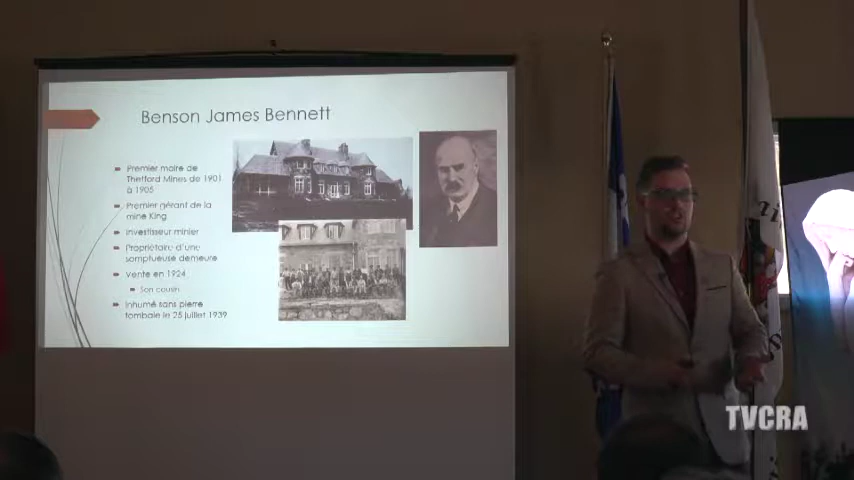 Benson James Bennett
Premier maire de
Thetford Mines de 1901
à 1905
Premier gérant de la
mine King
Investisseur minier
Propriétaire d'une
somptueuse demeure
Vente en 1924
Son cousin
Inhumé sans pierre
tombale le 25 juillet 1939
TVCRA